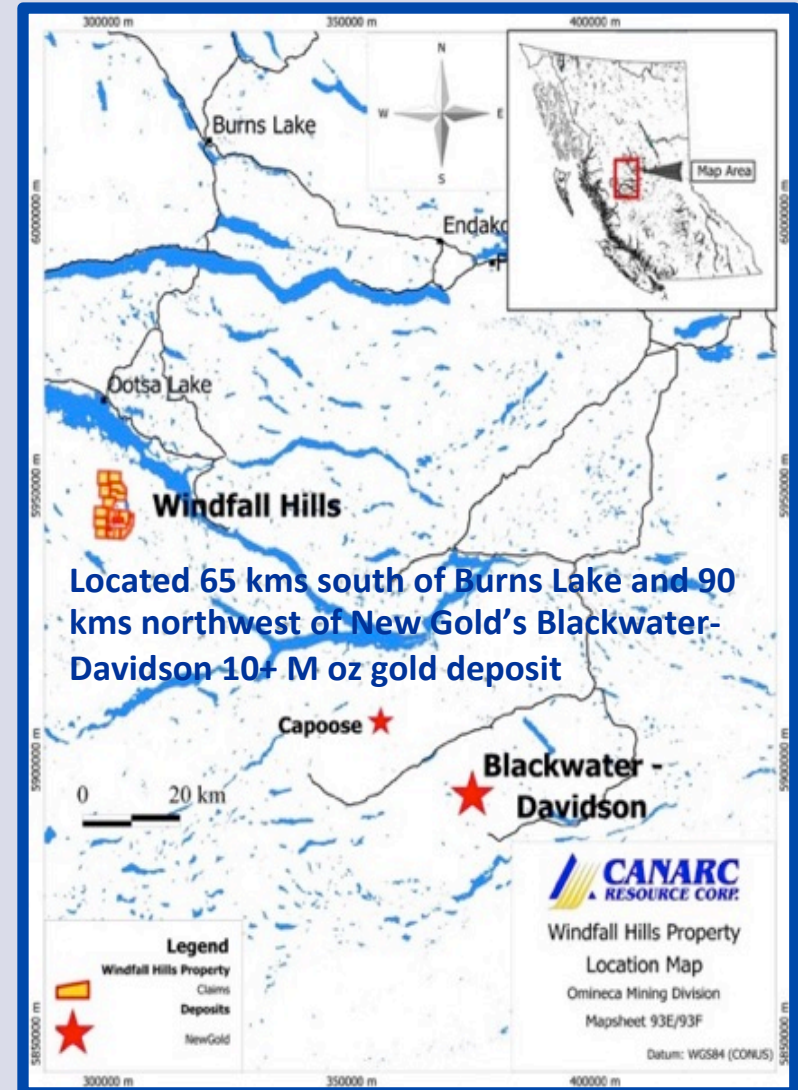 300000 m
350000 m
400000 m
N
W
E
S
Burns Lake
Map Area
6000000 m
6000000 m
Endako
F
Ootsa Lake
5950000 m
5950000 m
Windfall Hills
Located 65 kms south of Burns Lake and 90
kms northwest of New Gold’s Blackwater-
Davidson 10+ M oz gold deposit
Capoose
5900000 m
5900000 m
0 20 km
Blackwater -
Davidson
CANARC
RESOURCE CORP.
Windfall Hills Property
Location Map
Omineca Mining Division
Mapsheet 93E/93F
Datum: WGS84 (CONUS)
Legend
Windfall Hills Property
Claims
Deposits
NewGold
5850000 m
5850000 m
300000 m
350000 m
400000 m